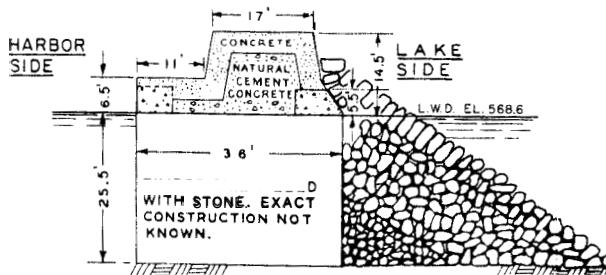 17'
HARBOR
SIDE
CONCRETE
LAKE
SIDE
11'
14.5'
NATURAL
CEMENT
CONCRETE
6.5'
5.5'
L.W.D. EL. 568.6
36'
25.5'
D
WITH STONE. EXACT
CONSTRUCTION NOT
KNOWN.